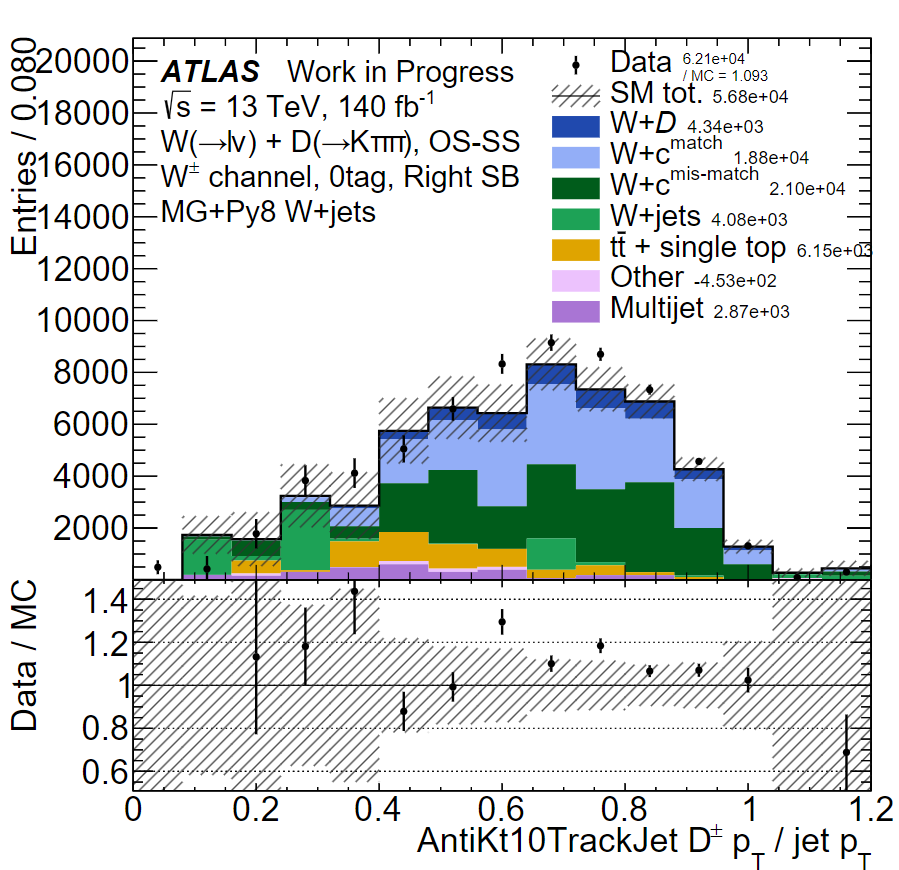 Entries / 0.080
20000
18000
16000
14000
12000
10000
8000
6000
4000
2000
ATLAS Work in Progress
√s = 13 TeV, 140 fb-1
W(→lν) + D(→Kππ), OS-SS
W± channel, 0tag, Right SB
MG+Py8 W+jets
Data 6.21e+04
/ MC = 1.093
SM tot. 5.68e+04
W+D 4.34e+03
W+cmatch 1.88e+04
W+cmis-match 2.10e+04
W+jets 4.08e+03
tt̄ + single top 6.15e+03
Other -4.53e+02
Multijet 2.87e+03
Data / MC
1.4
1.2
1
0.8
0.6
0 0.2 0.4 0.6 0.8 1 1.2
AntiKt10TrackJet D± pT / jet pT